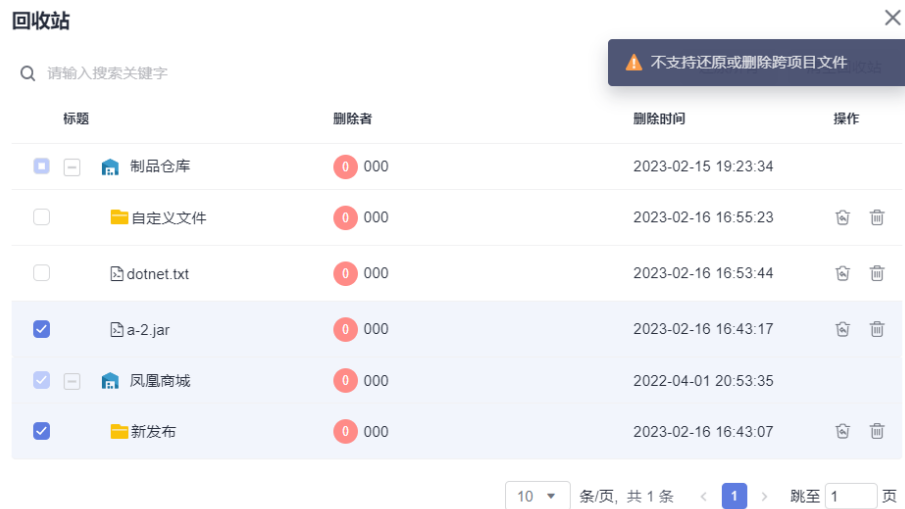 回收站
请输入搜索关键字
不支持还原或删除跨项目文件
标题 删除者 删除时间 操作
制品仓库 0 000 2023-02-15 19:23:34
自定义文件 0 000 2023-02-16 16:55:23
dotnet.txt 0 000 2023-02-16 16:53:44
a-2.jar 0 000 2023-02-16 16:43:17
凤凰商城 0 000 2022-04-01 20:53:35
新发布 0 000 2023-02-16 16:43:07
10 条/页, 共 1 条 < 1 > 跳至 1 页